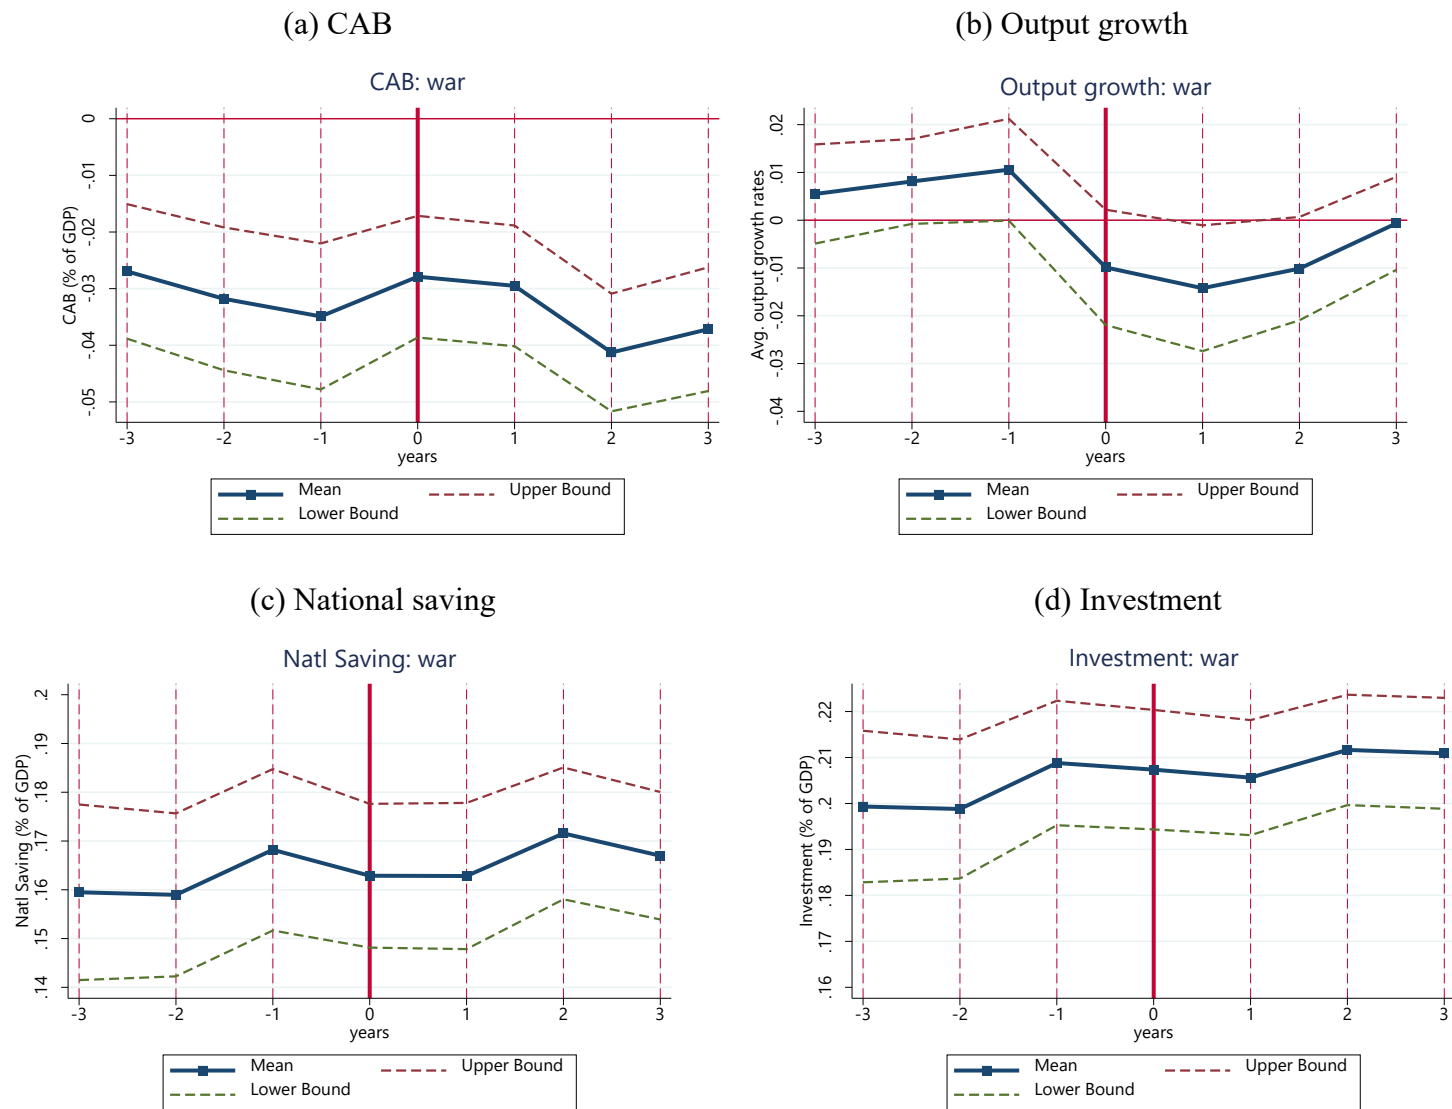 (a) CAB
CAB: war
CAB (% of GDP)
0
-.01
-.02
-.03
-.04
-.05
-3 -2 -1 0 1 2 3
years
Mean Upper Bound
Lower Bound
(b) Output growth
Output growth: war
Avg. output growth rates
.02
.01
0
-.01
-.02
-.03
-.04
-3 -2 -1 0 1 2 3
years
Mean Upper Bound
Lower Bound
(c) National saving
Natl Saving: war
Natl Saving (% of GDP)
.2
.19
.18
.17
.16
.15
.14
-3 -2 -1 0 1 2 3
years
Mean Upper Bound
Lower Bound
(d) Investment
Investment: war
Investment (% of GDP)
.22
.21
.2
.19
.18
.17
.16
-3 -2 -1 0 1 2 3
years
Mean Upper Bound
Lower Bound